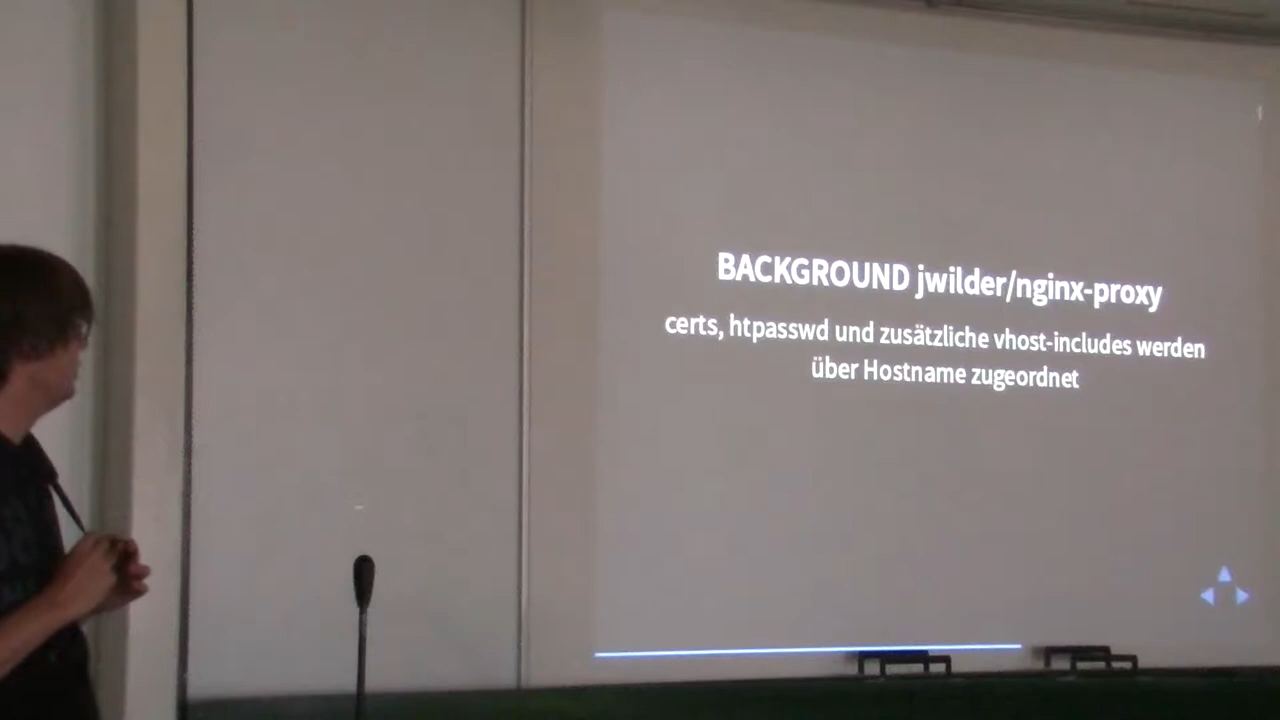 BACKGROUND jwilder/nginx-proxy
certs, htpasswd und zusätzliche vhost-includes werden
über Hostname zugeordnet